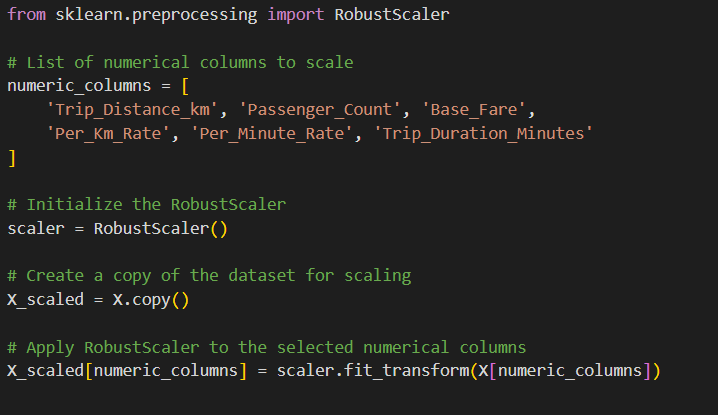 from sklearn.preprocessing import RobustScaler
# List of numerical columns to scale
numeric_columns = [
    'Trip_Distance_km', 'Passenger_Count', 'Base_Fare',
    'Per_Km_Rate', 'Per_Minute_Rate', 'Trip_Duration_Minutes'
]
# Initialize the RobustScaler
scaler = RobustScaler()
# Create a copy of the dataset for scaling
X_scaled = X.copy()
# Apply RobustScaler to the selected numerical columns
X_scaled[numeric_columns] = scaler.fit_transform(X[numeric_columns])